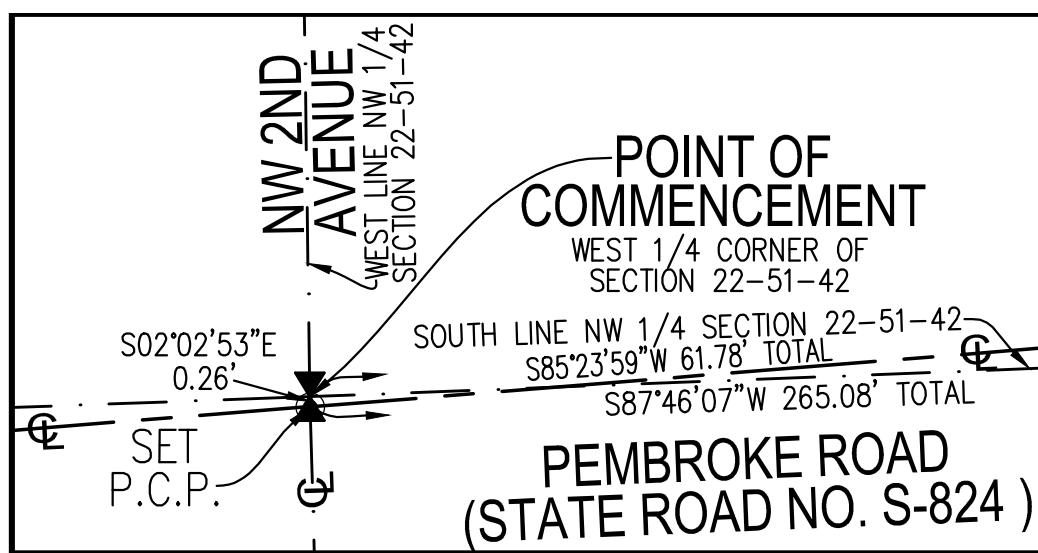 NW 2ND
AVENUE
WEST LINE NW 1/4
SECTION 22-51-42
POINT OF
COMMENCEMENT
WEST 1/4 CORNER OF
SECTION 22-51-42
SOUTH LINE NW 1/4 SECTION 22-51-42
S02°02'53"E
0.26'
S85°23'59"W 61.78' TOTAL
S87°46'07"W 265.08' TOTAL
℄
℄
℄
SET
P.C.P.
PEMBROKE ROAD
(STATE ROAD NO. S-824 )